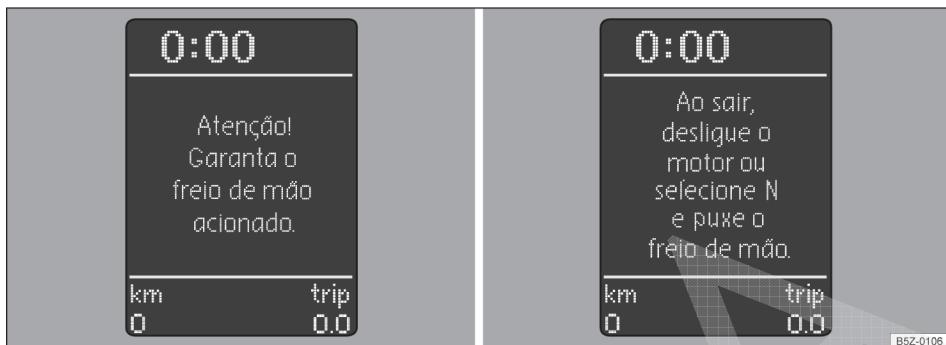 0:00
Atenção!
Garanta o
freio de mão
acionado.
km trip
0 0.0
0:00
Ao sair,
desligue o
motor ou
selecione N
e puxe o
freio de mão.
km trip
0 0.0
B5Z-0106